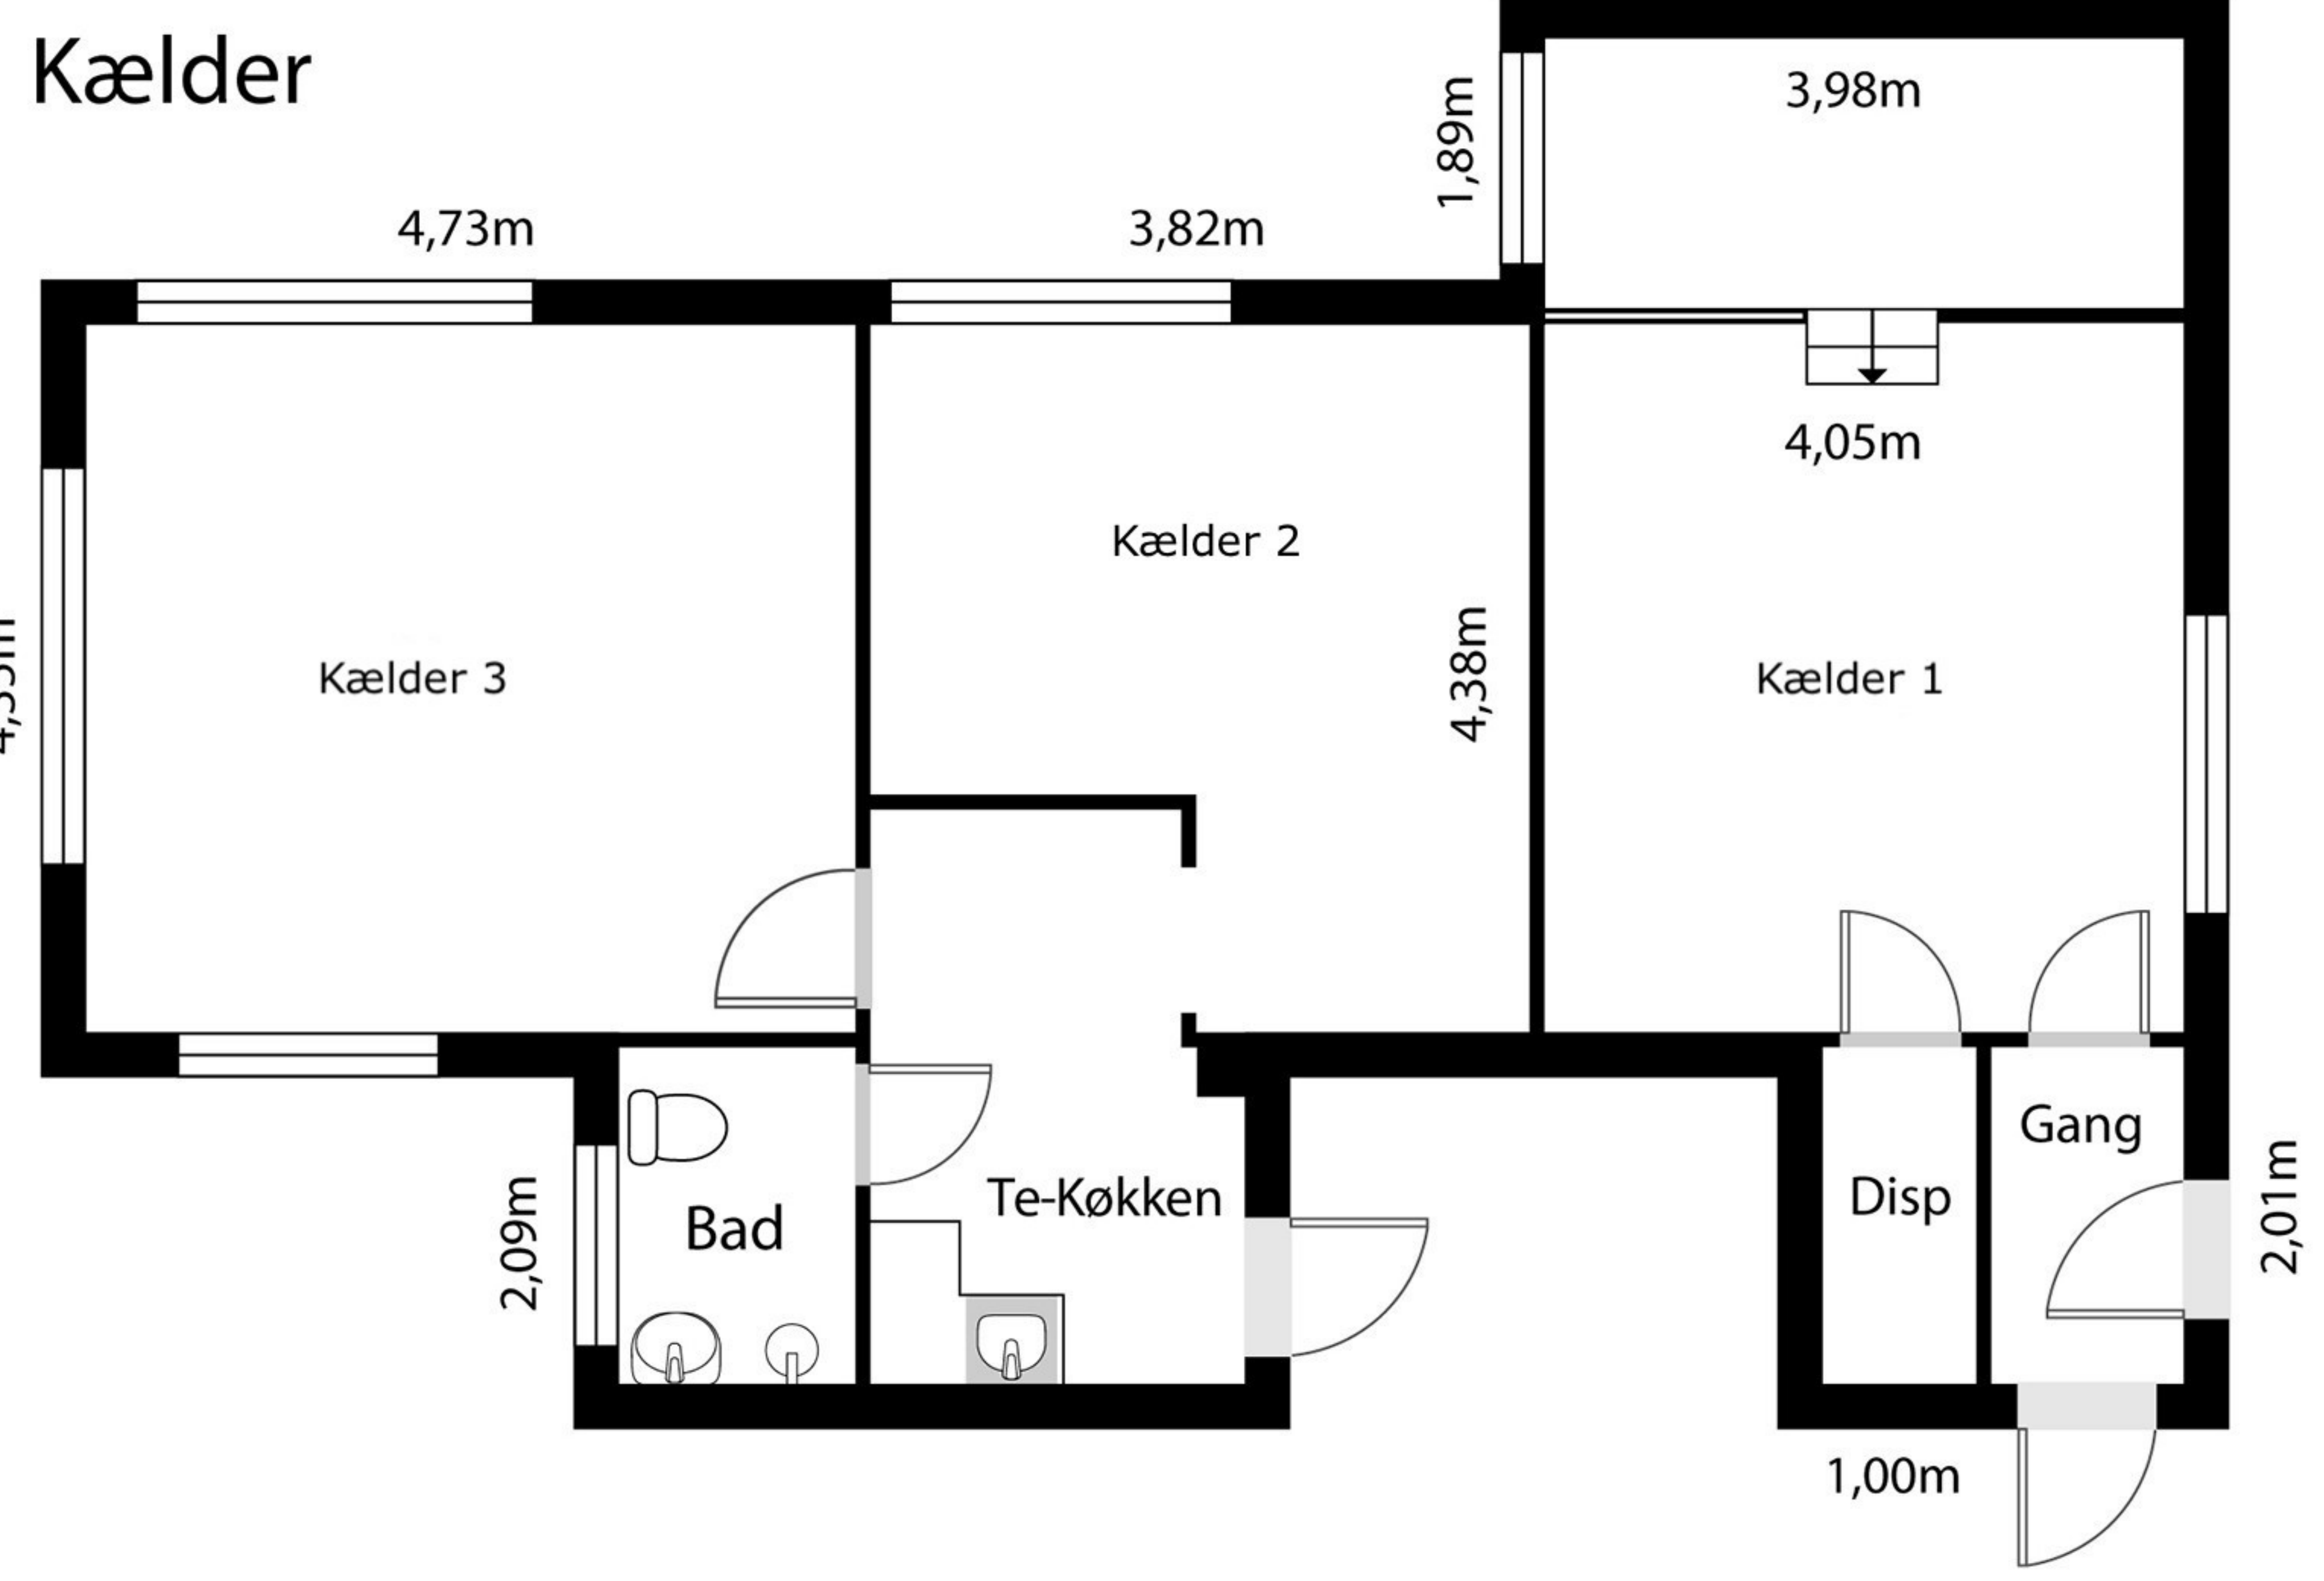 Kælder
3,98m
1,89m
4,73m
3,82m
4,05m
Kælder 2
Kælder 3
4,38m
Kælder 1
Gang
Disp
Te-Køkken
Bad
2,09m
2,01m
1,00m